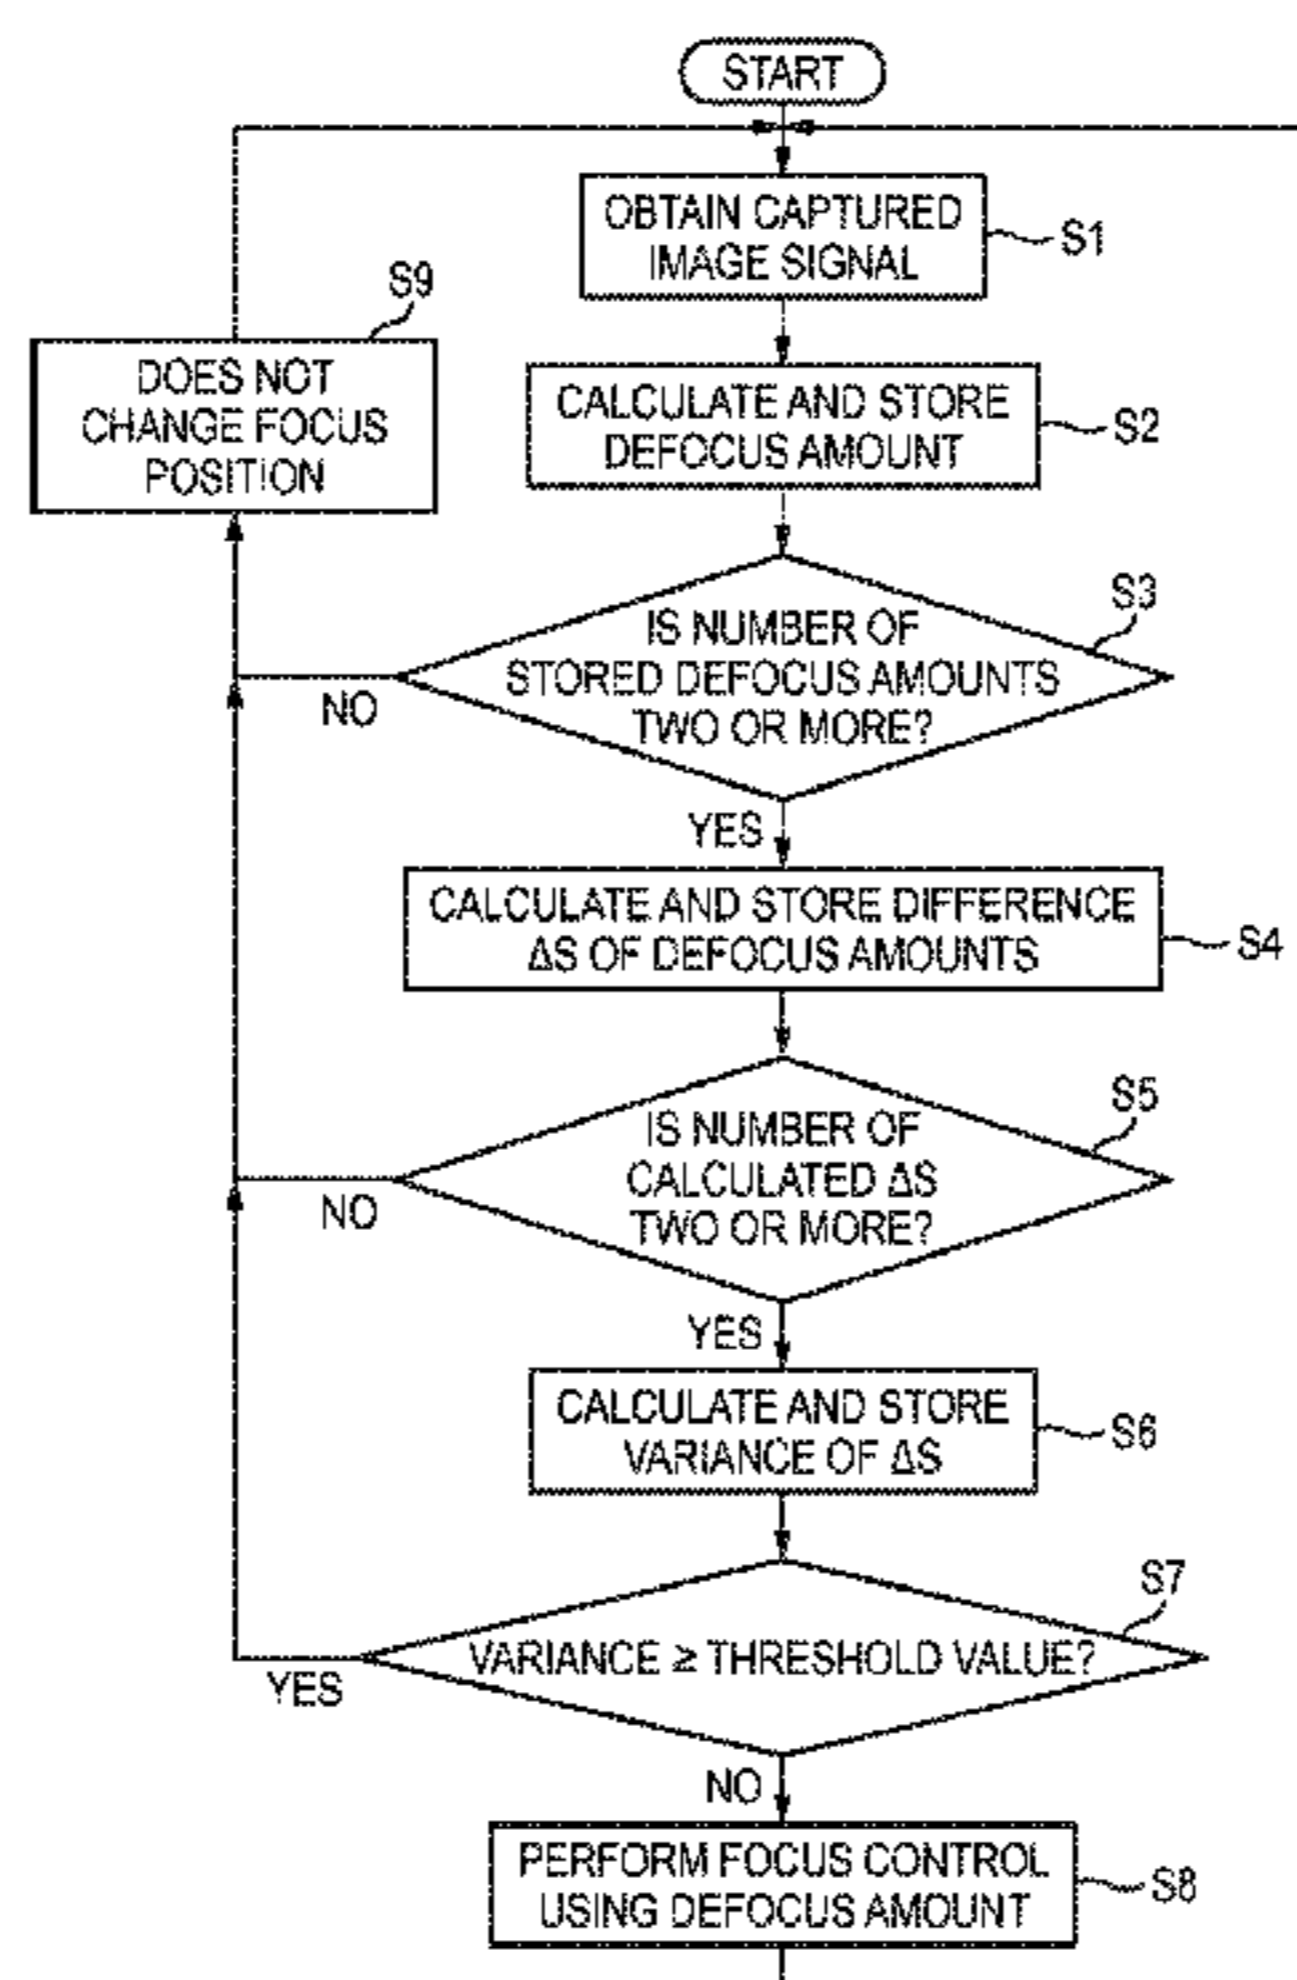 START
OBTAIN CAPTURED
IMAGE SIGNAL
S1
S9
DOES NOT
CHANGE FOCUS
POSITION
CALCULATE AND STORE
DEFOCUS AMOUNT
S2
IS NUMBER OF
STORED DEFOCUS AMOUNTS
TWO OR MORE?
S3
NO
YES
CALCULATE AND STORE DIFFERENCE
ΔS OF DEFOCUS AMOUNTS
S4
IS NUMBER OF
CALCULATED ΔS
TWO OR MORE?
S5
NO
YES
CALCULATE AND STORE
VARIANCE OF ΔS
S6
VARIANCE ≥ THRESHOLD VALUE?
S7
YES
NO
PERFORM FOCUS CONTROL
USING DEFOCUS AMOUNT
S8